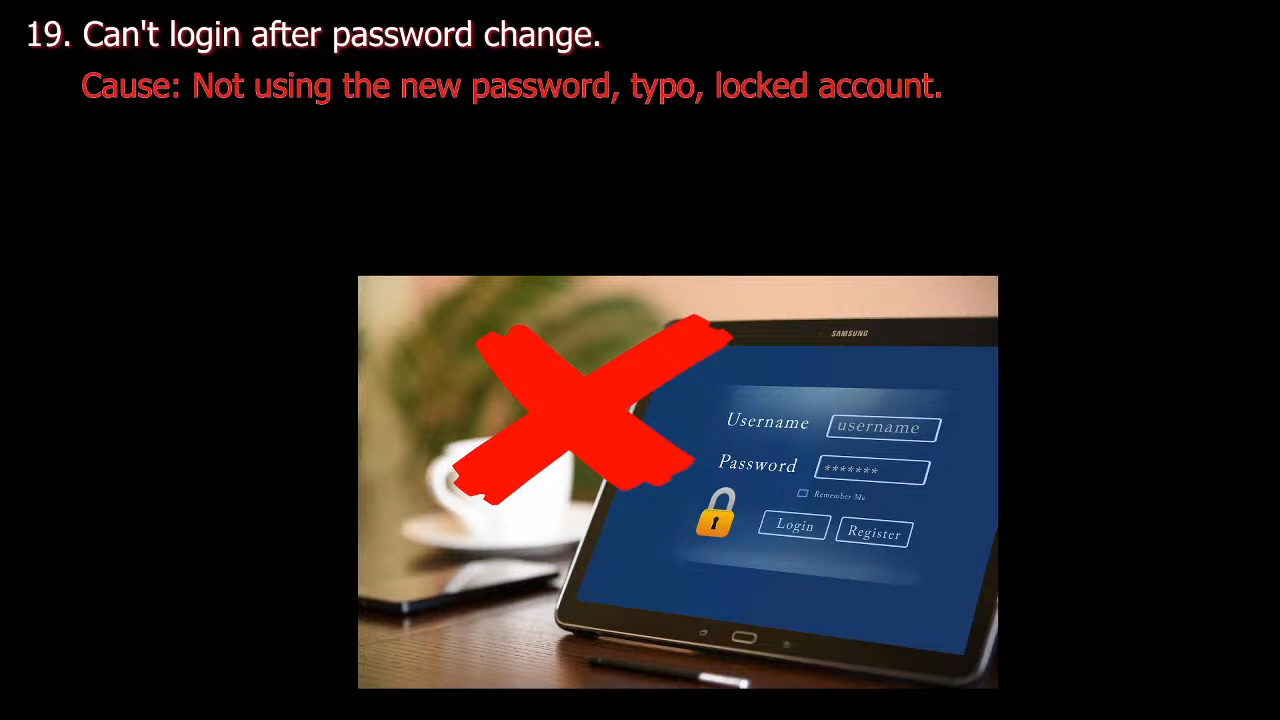 19. Can't login after password change.
Cause: Not using the new password, typo, locked account.
SAMSUNG
Username username
Password *******
Remember Me
Login Register